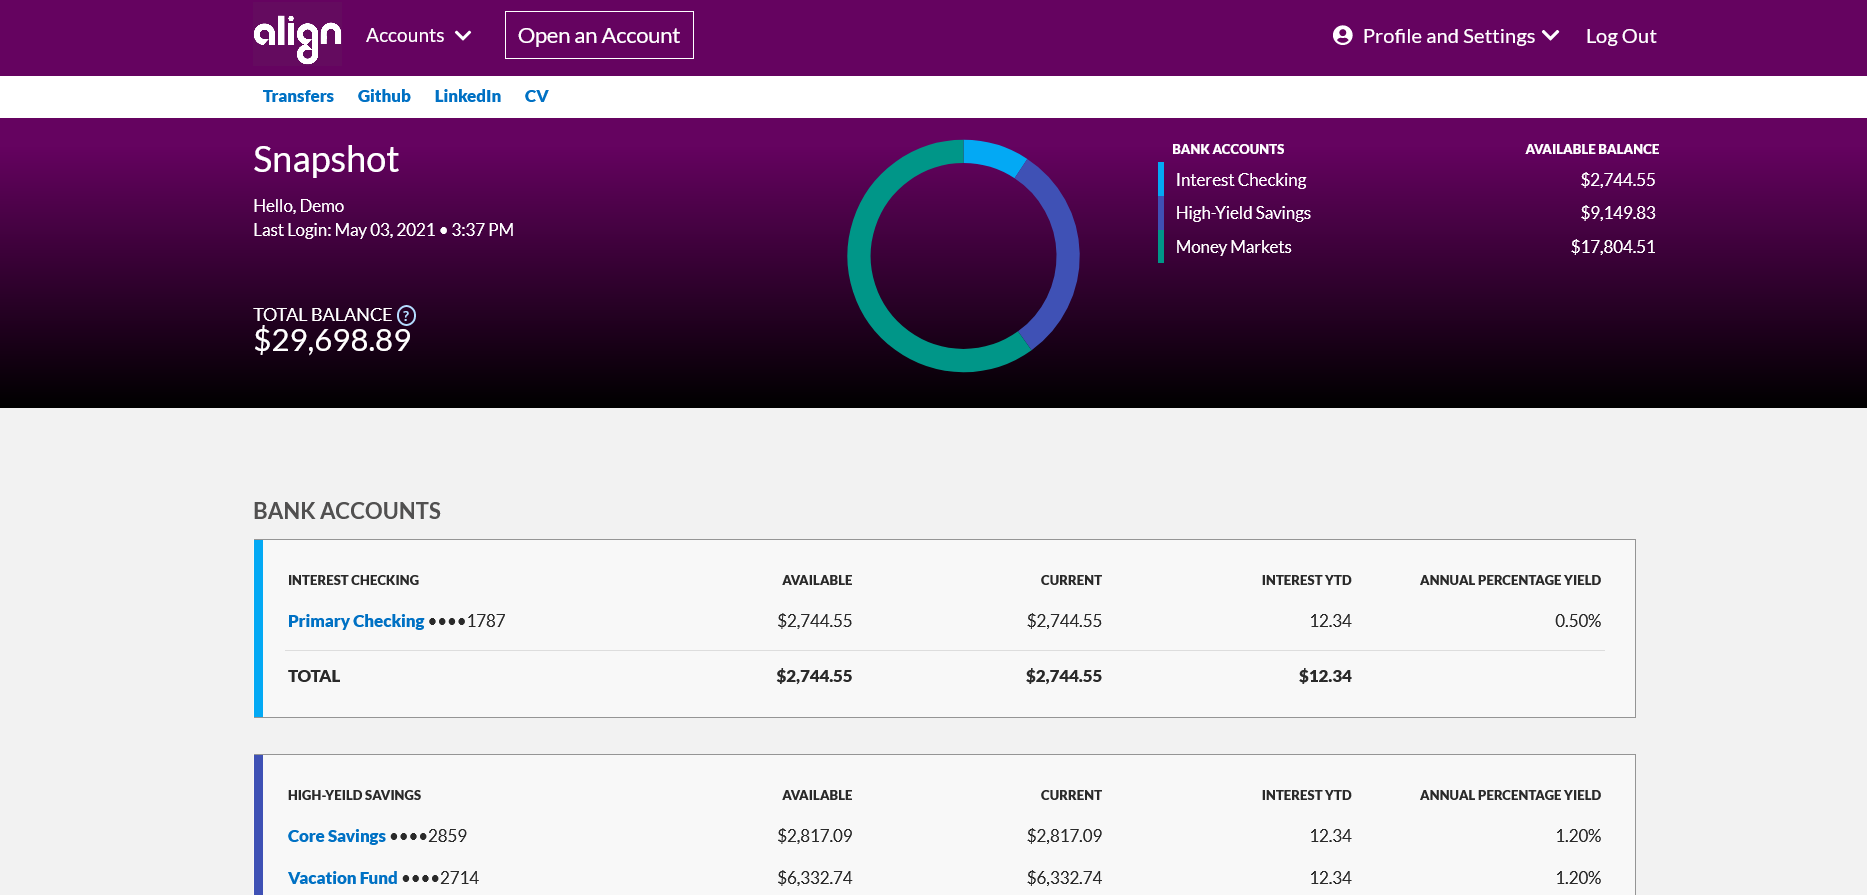 align Accounts Open an Account Profile and Settings Log Out
Transfers Github LinkedIn CV
Snapshot
Hello, Demo
Last Login: May 03, 2021 • 3:37 PM
TOTAL BALANCE ?
$29,698.89
BANK ACCOUNTS AVAILABLE BALANCE
Interest Checking $2,744.55
High-Yield Savings $9,149.83
Money Markets $17,804.51
BANK ACCOUNTS
INTEREST CHECKING AVAILABLE CURRENT INTEREST YTD ANNUAL PERCENTAGE YIELD
Primary Checking ••••1787 $2,744.55 $2,744.55 12.34 0.50%
TOTAL $2,744.55 $2,744.55 $12.34
HIGH-YEILD SAVINGS AVAILABLE CURRENT INTEREST YTD ANNUAL PERCENTAGE YIELD
Core Savings ••••2859 $2,817.09 $2,817.09 12.34 1.20%
Vacation Fund ••••2714 $6,332.74 $6,332.74 12.34 1.20%